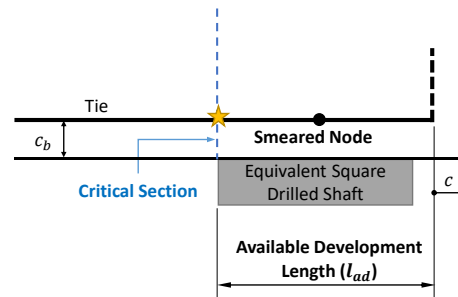 Tie
c_b
Smeared Node
Critical Section
Equivalent Square
Drilled Shaft
c
Available Development
Length (l_ad)